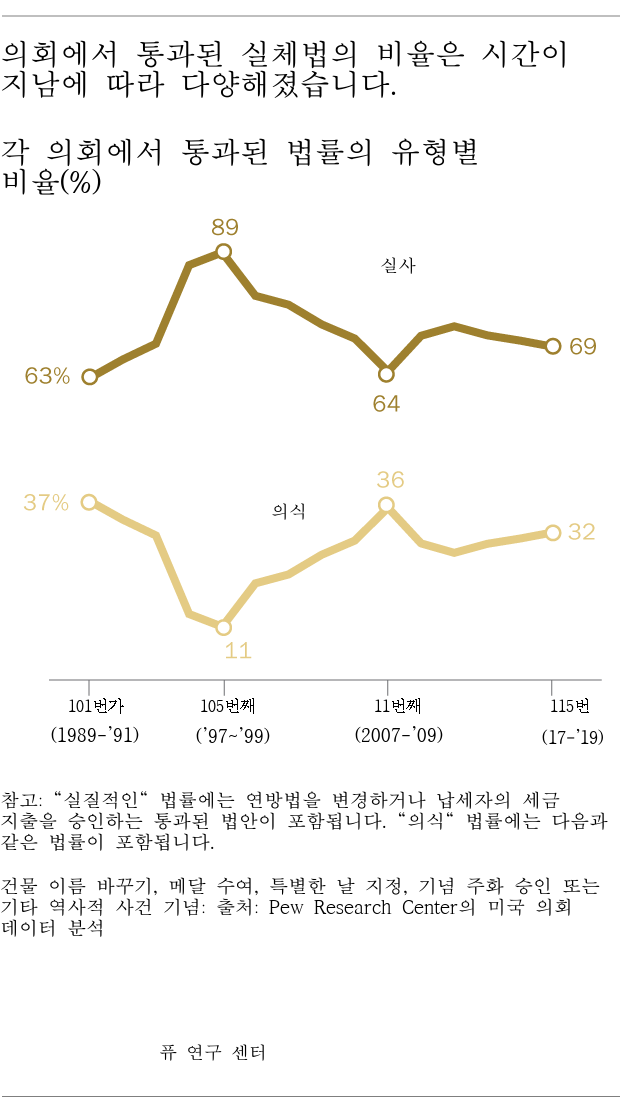 의회에서 통과된 실체법의 비율은 시간이
지남에 따라 다양해졌습니다.
각 의회에서 통과된 법률의 유형별
비율(%)
89
실사
63%
69
64
36
37%
의식
32
11
101번가 105번째 11번째 115번
(1989-'91) ('97~'99) (2007-'09) (17-'19)
참고: “실질적인“ 법률에는 연방법을 변경하거나 납세자의 세금
지출을 승인하는 통과된 법안이 포함됩니다. “의식“ 법률에는 다음과
같은 법률이 포함됩니다.
건물 이름 바꾸기, 메달 수여, 특별한 날 지정, 기념 주화 승인 또는
기타 역사적 사건 기념: 출처: Pew Research Center의 미국 의회
데이터 분석
퓨 연구 센터